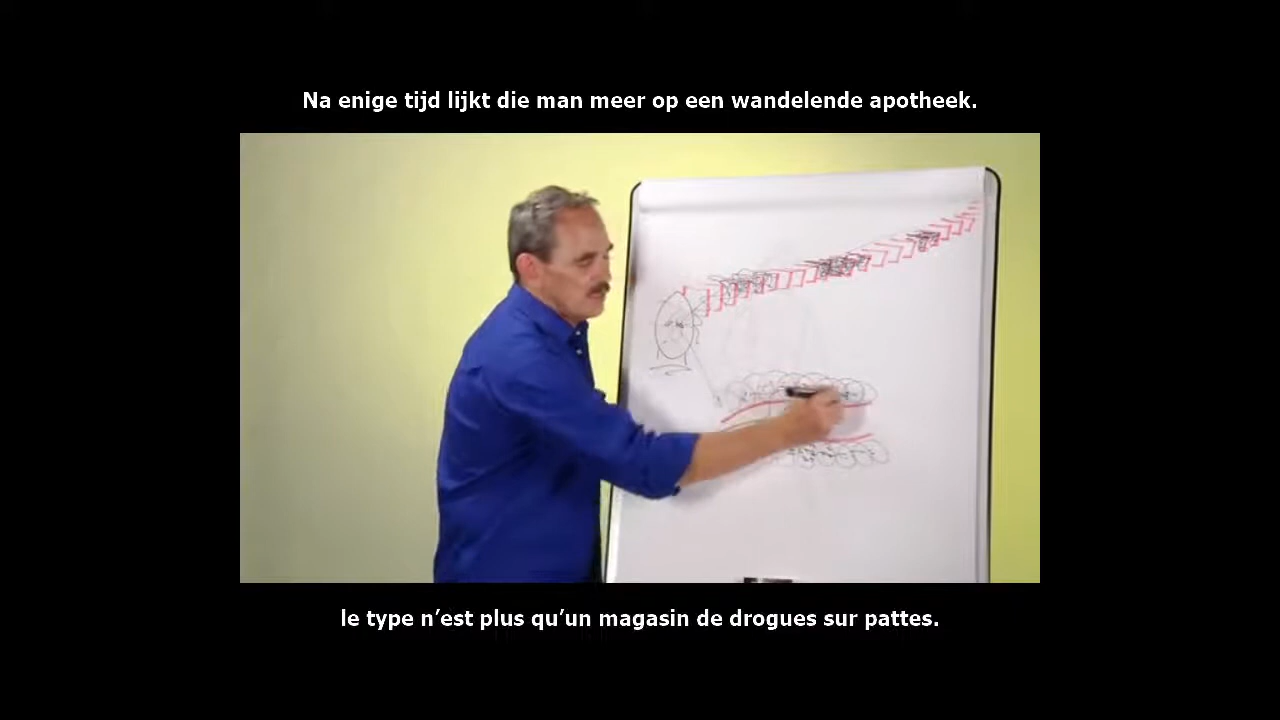 Na enige tijd lijkt die man meer op een wandelende apotheek.
le type n’est plus qu’un magasin de drogues sur pattes.